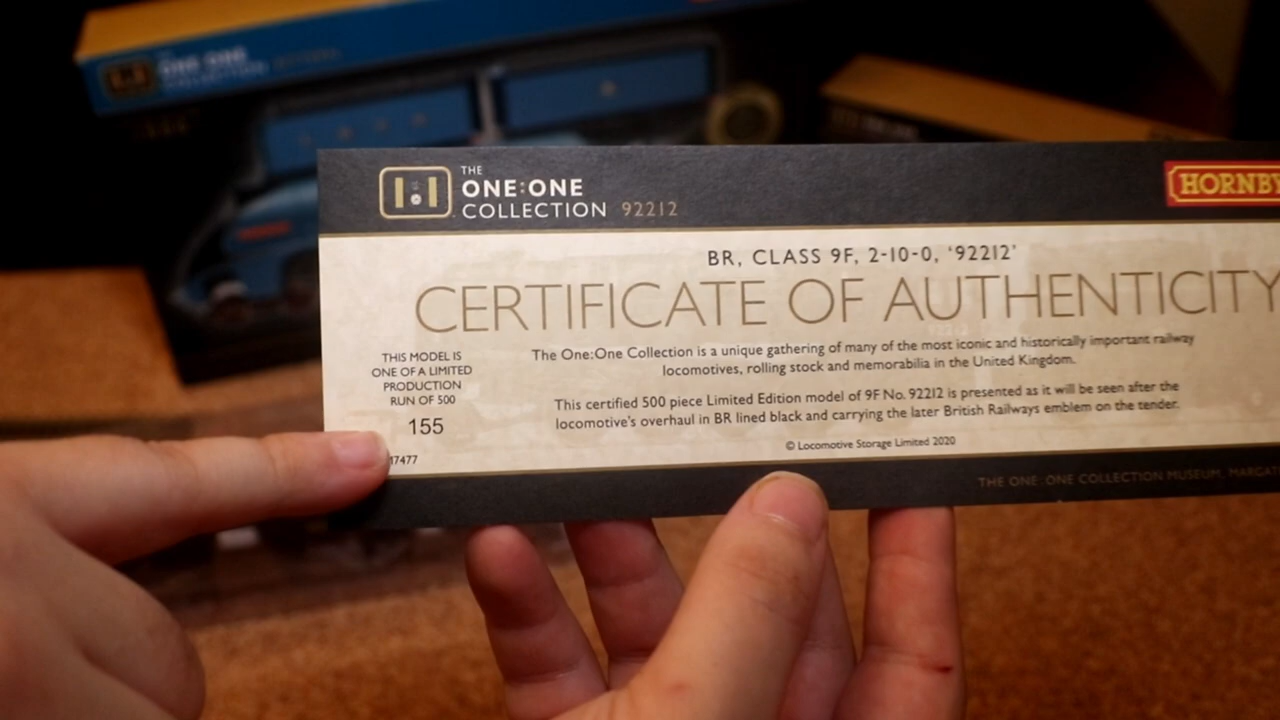 ONE:ONE
COLLECTION
THE
ONE:ONE
COLLECTION 92212
HORNBY
BR, CLASS 9F, 2-10-0, '92212'
CERTIFICATE OF AUTHENTICITY
THIS MODEL IS
ONE OF A LIMITED
PRODUCTION
RUN OF 500
155
17477
The One:One Collection is a unique gathering of many of the most iconic and historically important railway
locomotives, rolling stock and memorabilia in the United Kingdom.
This certified 500 piece Limited Edition model of 9F No. 92212 is presented as it will be seen after the
locomotive's overhaul in BR lined black and carrying the later British Railways emblem on the tender.
© Locomotive Storage Limited 2020
THE ONE:ONE COLLECTION MUSEUM, MARGAT